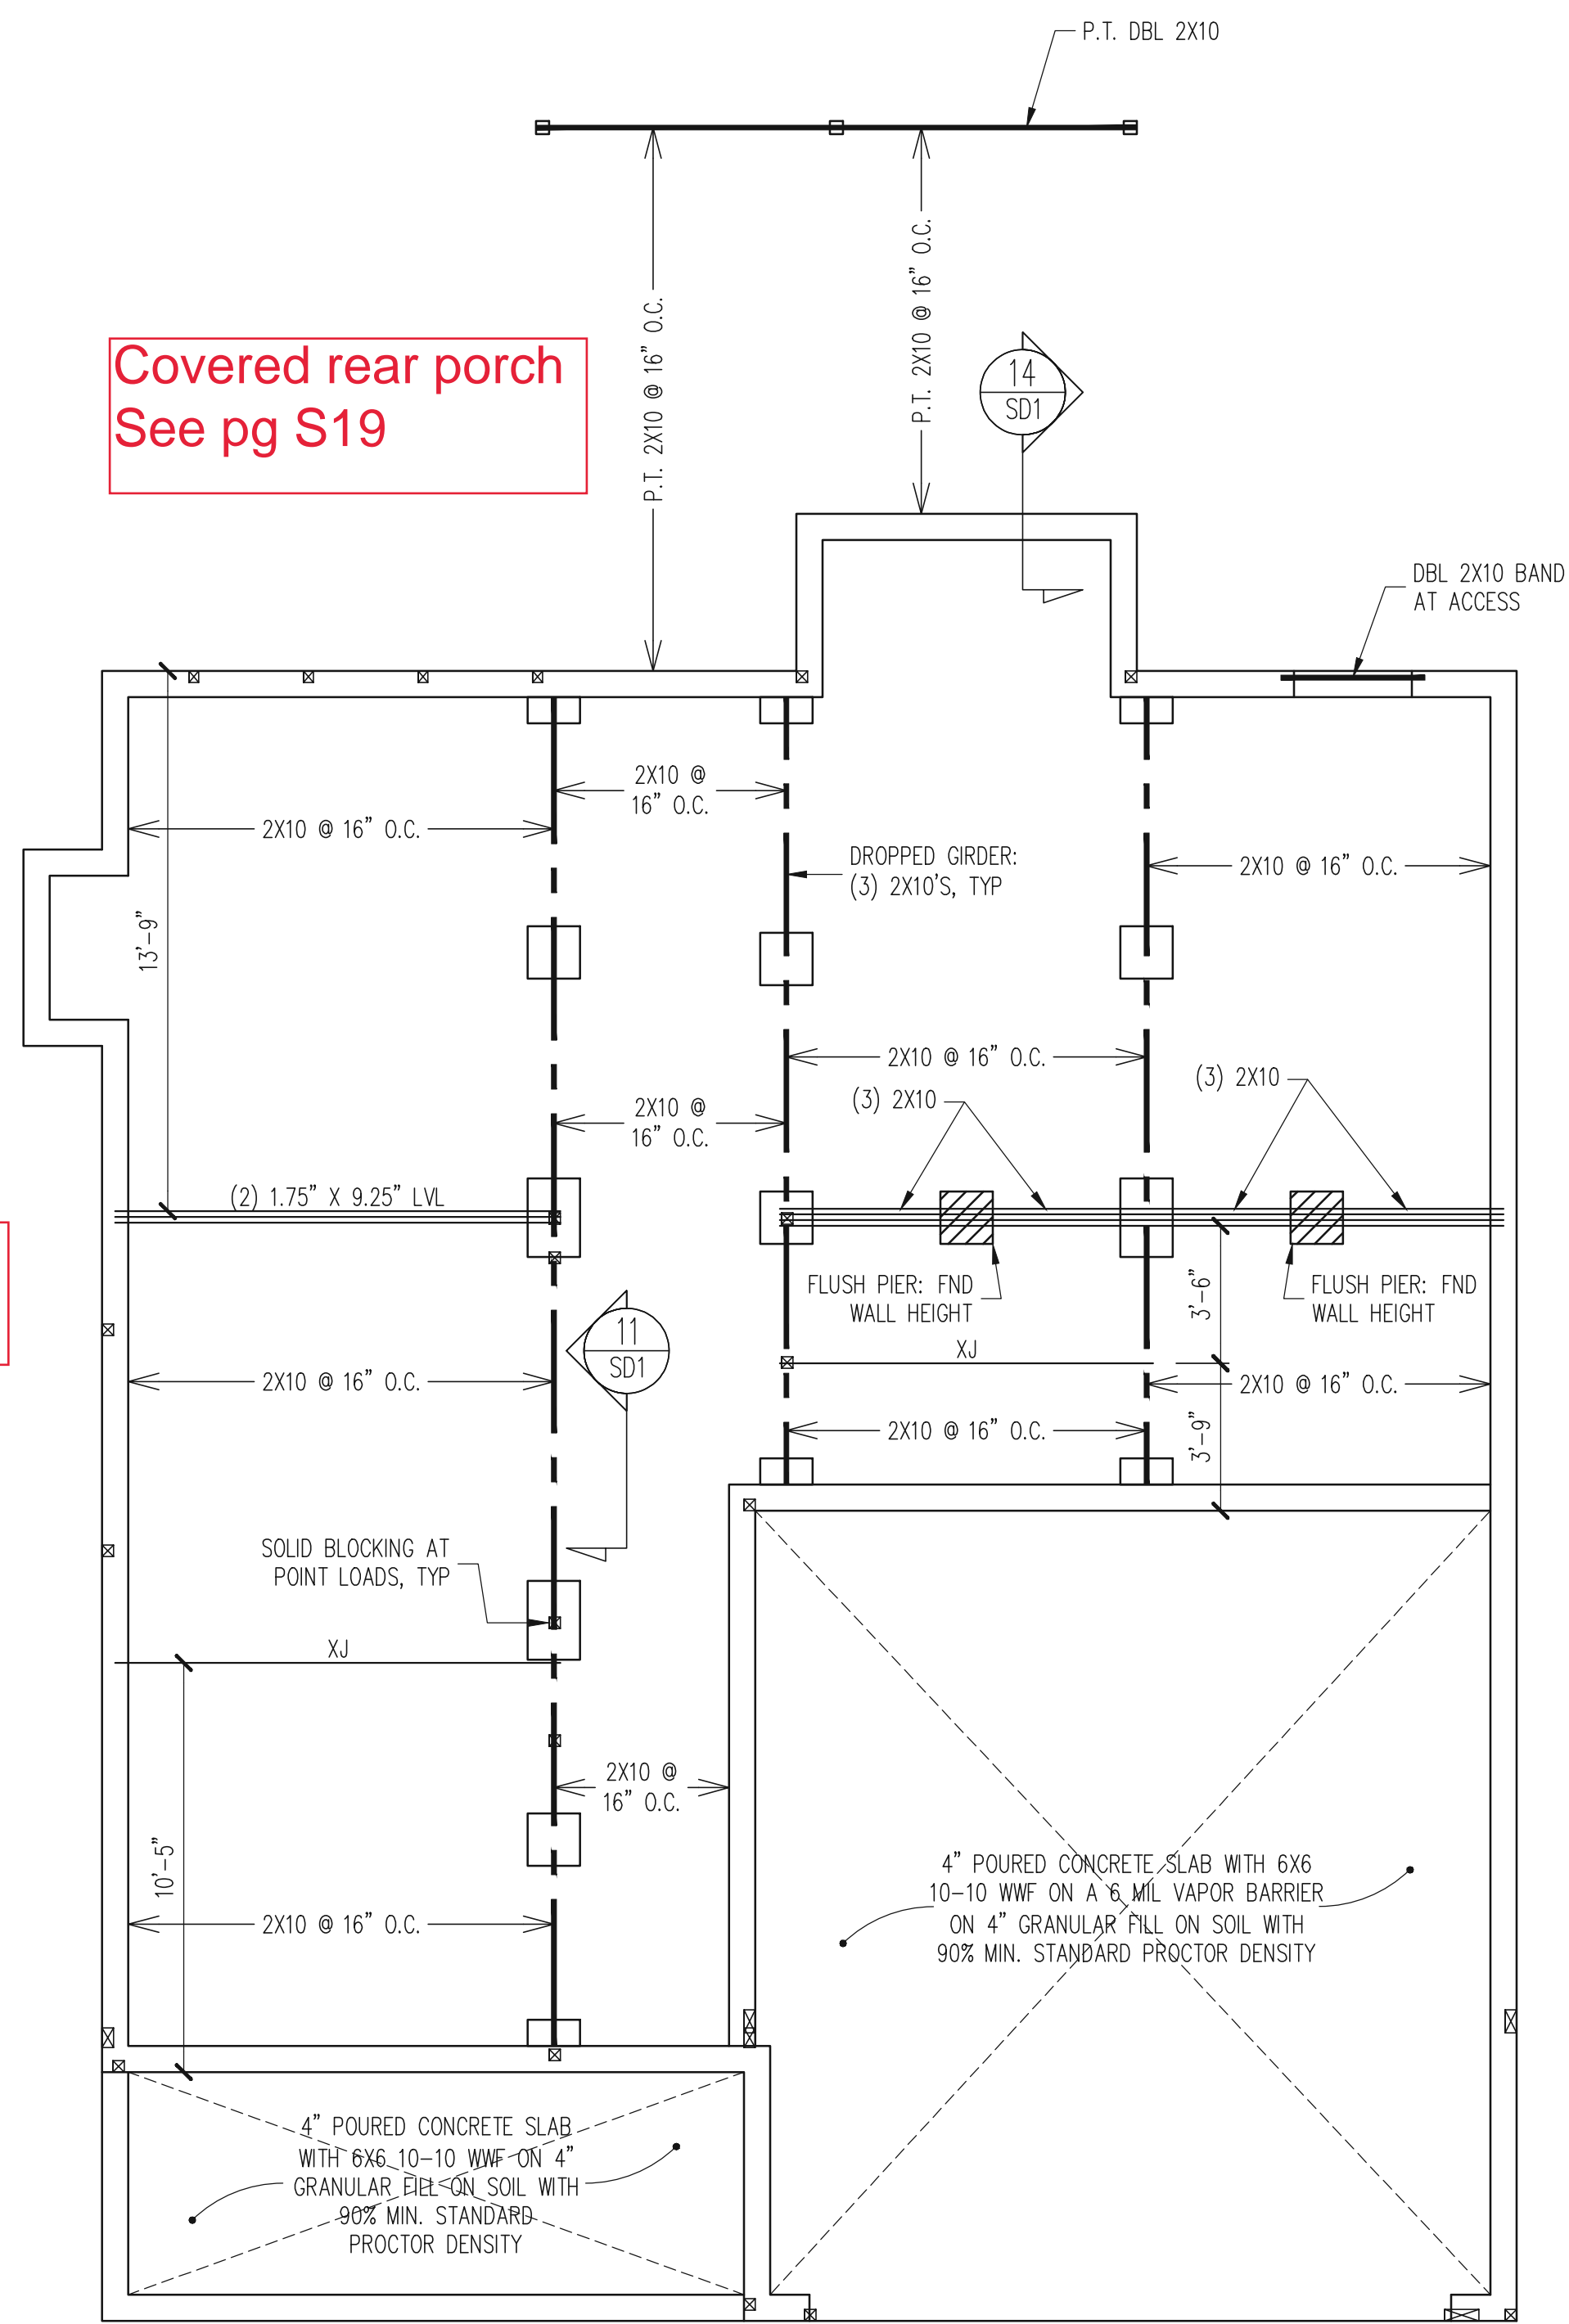 P.T. DBL 2X10
P.T. 2X10 @ 16" O.C.
P.T. 2X10 @ 16" O.C.
Covered rear porch
See pg S19
14
SD1
DBL 2X10 BAND
AT ACCESS
2X10 @
16" O.C.
2X10 @ 16" O.C.
DROPPED GIRDER:
(3) 2X10'S, TYP
2X10 @ 16" O.C.
13'-9"
2X10 @ 16" O.C.
(3) 2X10
(3) 2X10
2X10 @
16" O.C.
(2) 1.75" X 9.25" LVL
FLUSH PIER: FND
WALL HEIGHT
3'-6"
FLUSH PIER: FND
WALL HEIGHT
11
SD1
XJ
2X10 @ 16" O.C.
2X10 @ 16" O.C.
2X10 @ 16" O.C.
3'-9"
SOLID BLOCKING AT
POINT LOADS, TYP
XJ
2X10 @
16" O.C.
10'-5"
2X10 @ 16" O.C.
4" POURED CONCRETE SLAB WITH 6X6
10-10 WWF ON A 6 MIL VAPOR BARRIER
ON 4" GRANULAR FILL ON SOIL WITH
90% MIN. STANDARD PROCTOR DENSITY
4" POURED CONCRETE SLAB
WITH 6X6 10-10 WWF ON 4"
GRANULAR FILL ON SOIL WITH
90% MIN. STANDARD
PROCTOR DENSITY